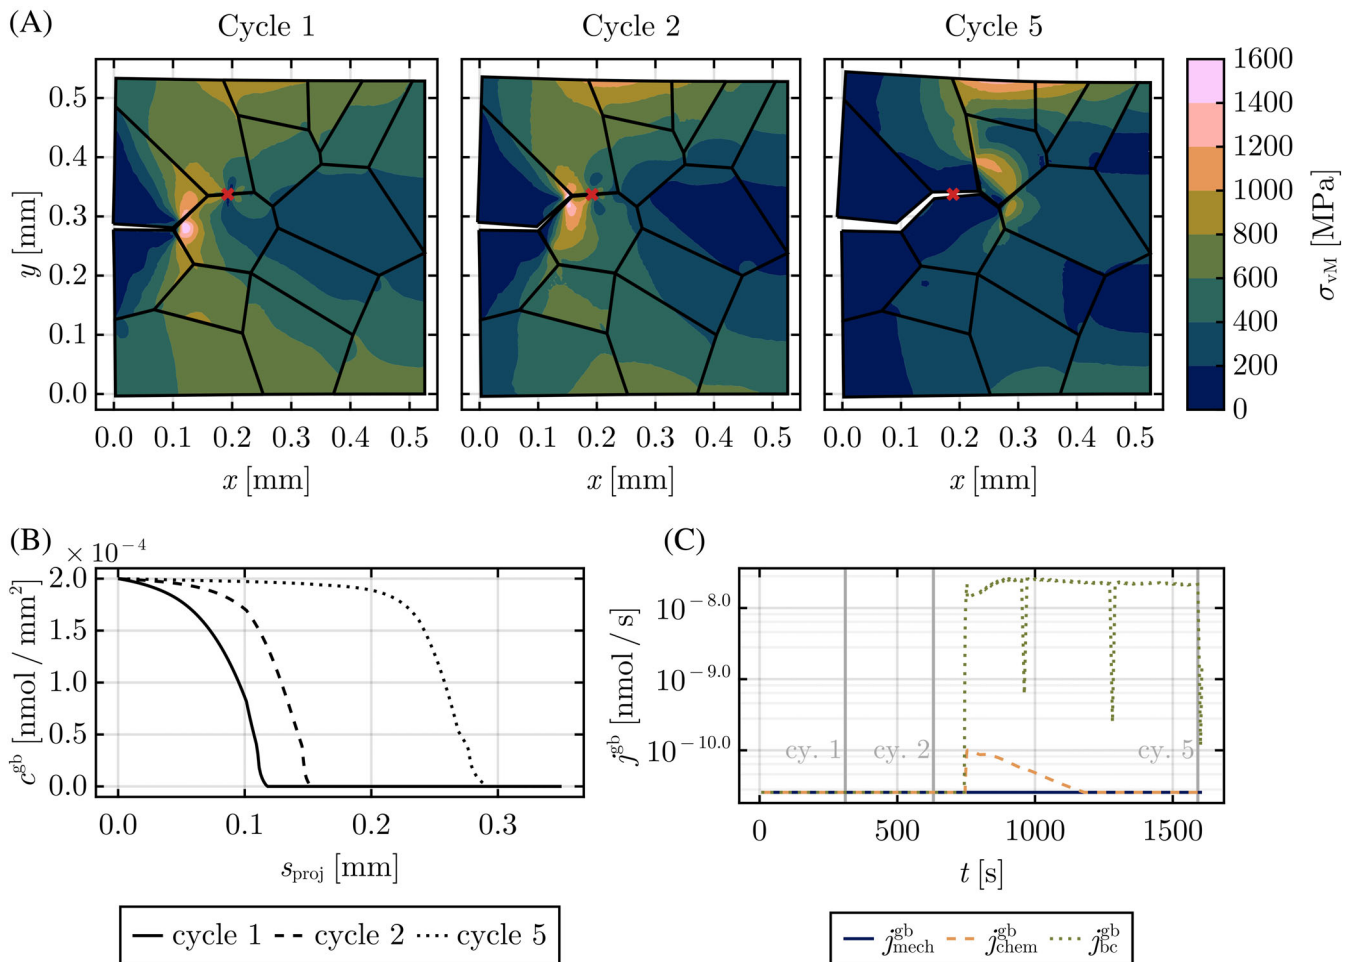 (A)
Cycle 1 Cycle 2 Cycle 5
y [mm]
0.5
0.4
0.3
0.2
0.1
0.0
0.0 0.1 0.2 0.3 0.4 0.5
x [mm]
0.0 0.1 0.2 0.3 0.4 0.5
x [mm]
0.0 0.1 0.2 0.3 0.4 0.5
x [mm]
1600
1400
1200
1000
800
600
400
200
0
σvM [MPa]
(B)
× 10⁻⁴
c^gb [nmol / mm²]
2.0
1.5
1.0
0.5
0.0
0.0 0.1 0.2 0.3
s_proj [mm]
cycle 1 cycle 2 cycle 5
(C)
j^gb [nmol / s]
10^−8.0
10^−9.0
10^−10.0
cy. 1 cy. 2 cy. 5
0 500 1000 1500
t [s]
j^gb_mech j^gb_chem j^gb_bc